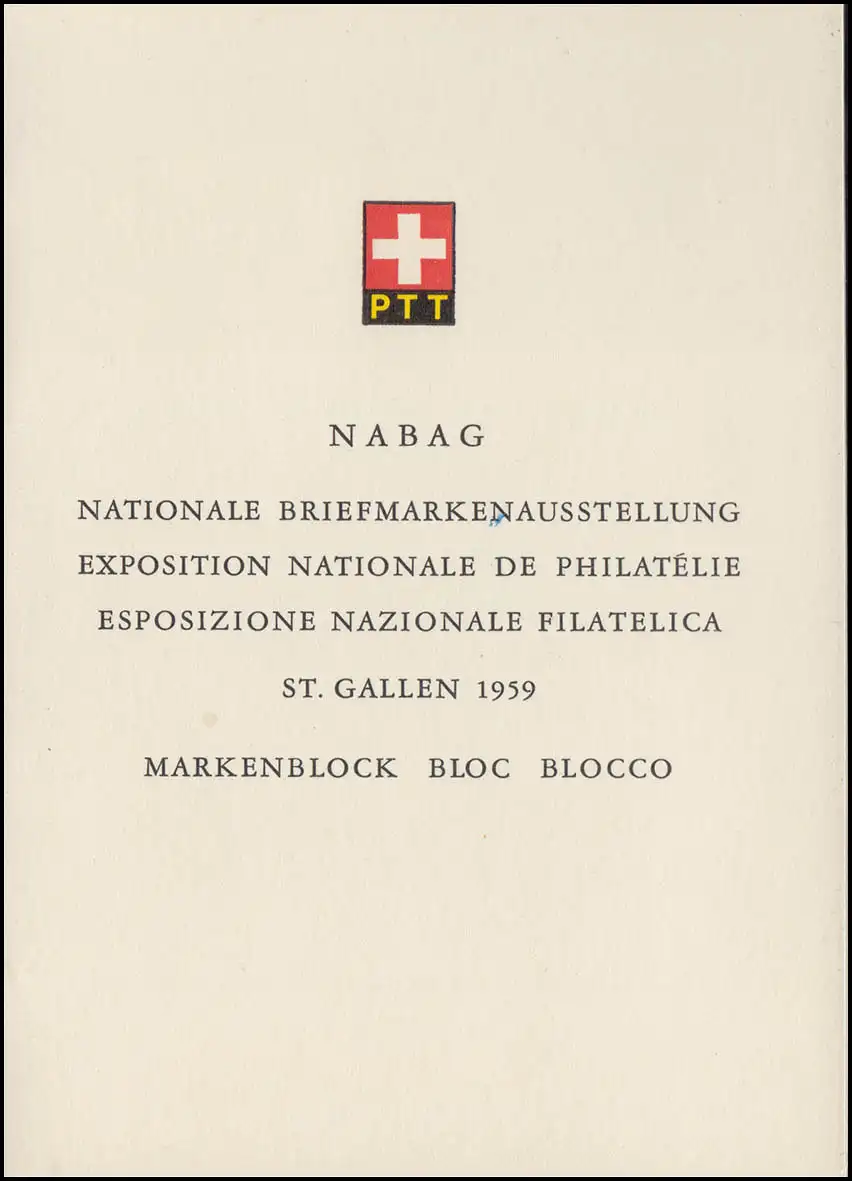 PTT
NABAG
NATIONALE BRIEFMARKENAUSSTELLUNG
EXPOSITION NATIONALE DE PHILATÉLIE
ESPOSIZIONE NAZIONALE FILATELICA
ST. GALLEN 1959
MARKENBLOCK BLOC BLOCCO